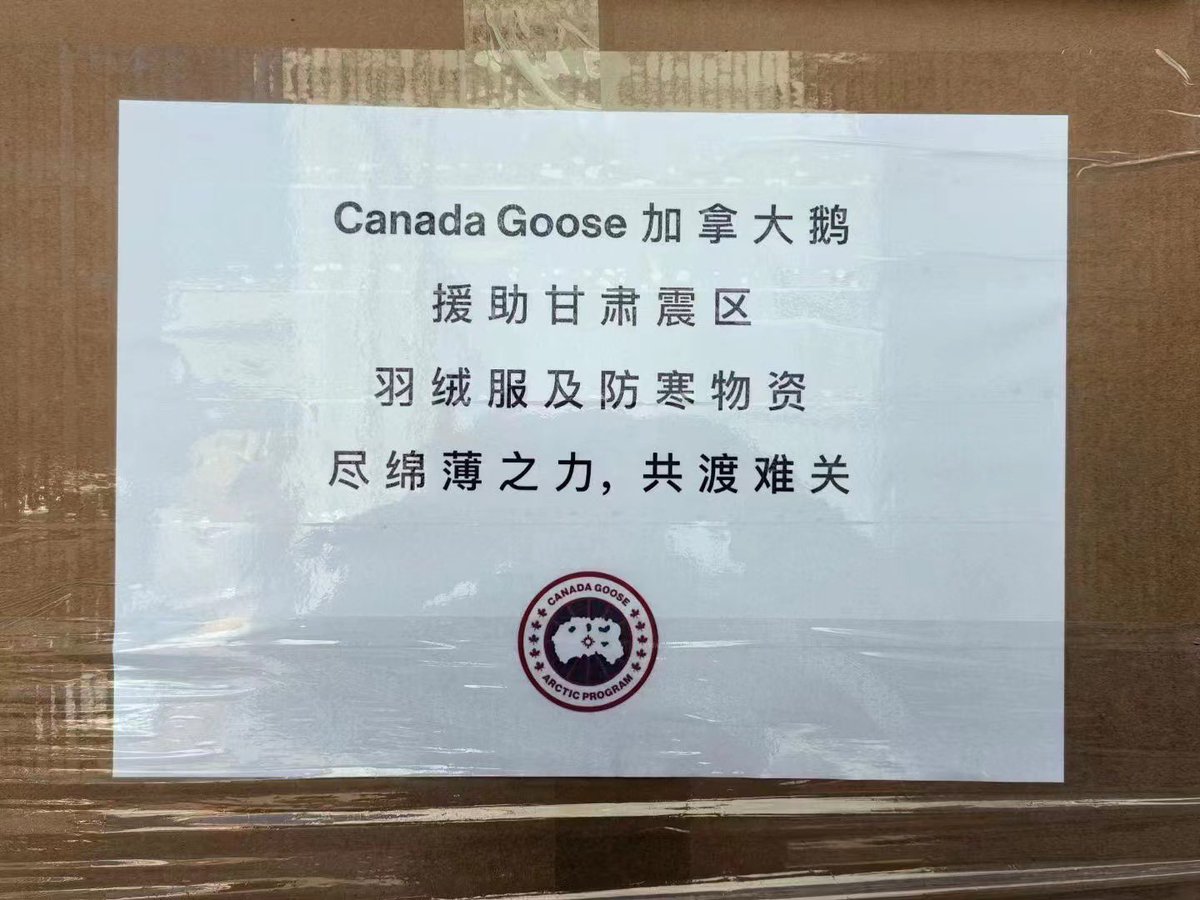 Canada Goose 加拿大鹅
援助甘肃震区
羽绒服及防寒物资
尽绵薄之力，共渡难关
CANADA GOOSE
ARCTIC PROGRAM